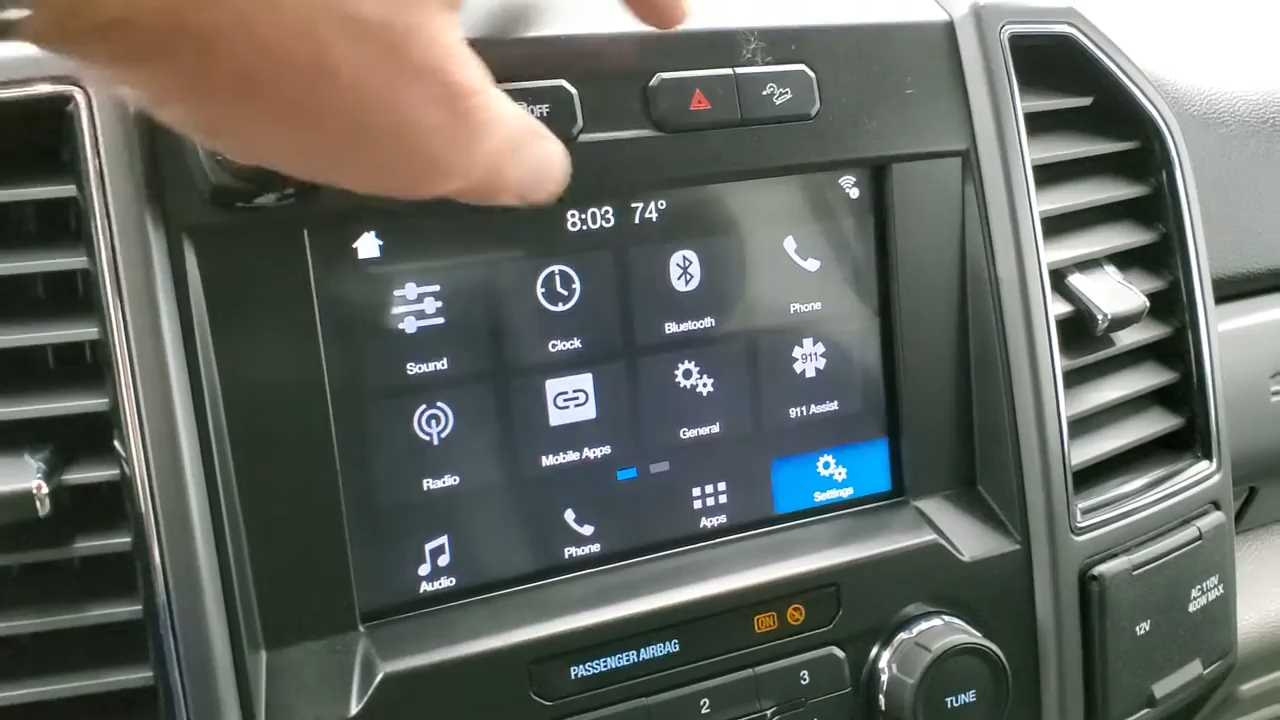 OFF
8:03 74°
Sound
Clock
Bluetooth
Phone
Radio
Mobile Apps
General
911
911 Assist
Audio
Phone
Apps
Settings
PASSENGER AIRBAG
ON
2
3
TUNE
12V
AC 110V
400W MAX